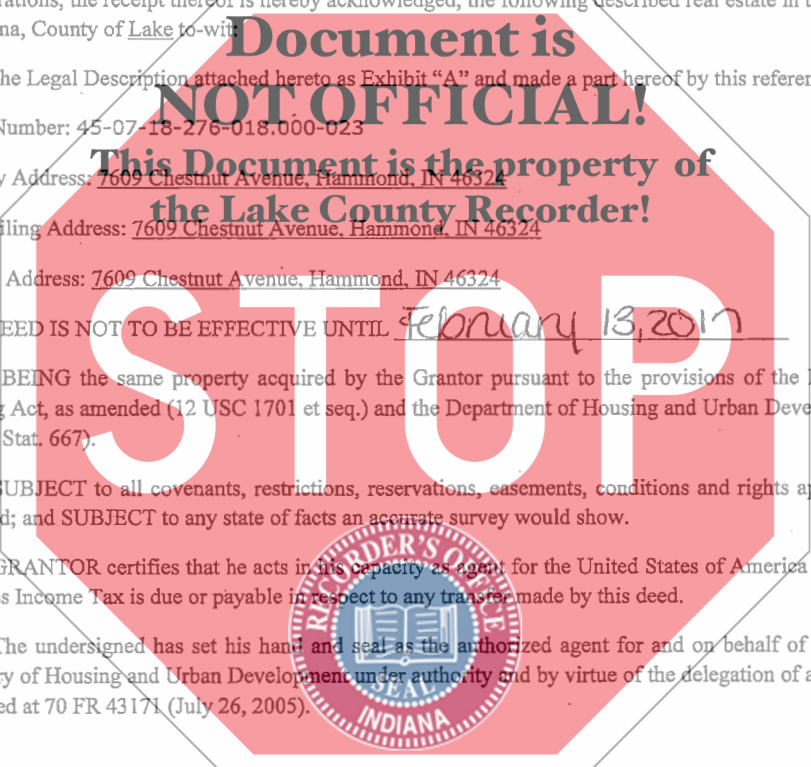 rations, the receipt thereof is hereby acknowledged, the following described real estate in t
na, County of Lake to-wit:
Document is
he Legal Description attached hereto as Exhibit “A” and made a part hereof by this referen
NOT OFFICIAL!
Number: 45-07-18-276-018.000-023
This Document is the property of
y Address: 7609 Chestnut Avenue, Hammond, IN 46324
the Lake County Recorder!
iling Address: 7609 Chestnut Avenue, Hammond, IN 46324
Address: 7609 Chestnut Avenue, Hammond, IN 46324
STOP
EED IS NOT TO BE EFFECTIVE UNTIL February 13, 2017
BEING the same property acquired by the Grantor pursuant to the provisions of the
g Act, as amended (12 USC 1701 et seq.) and the Department of Housing and Urban Deve
Stat. 667).
SUBJECT to all covenants, restrictions, reservations, easements, conditions and rights ap
d; and SUBJECT to any state of facts an accurate survey would show.
GRANTOR certifies that he acts in his capacity as agent for the United States of America
s Income Tax is due or payable in respect to any transfer made by this deed.
The undersigned has set his hand and seal as the authorized agent for and on behalf of
ry of Housing and Urban Development under authority and by virtue of the delegation of a
ed at 70 FR 43171 (July 26, 2005).
RECORDER'S OFFICE
SEAL
INDIANA